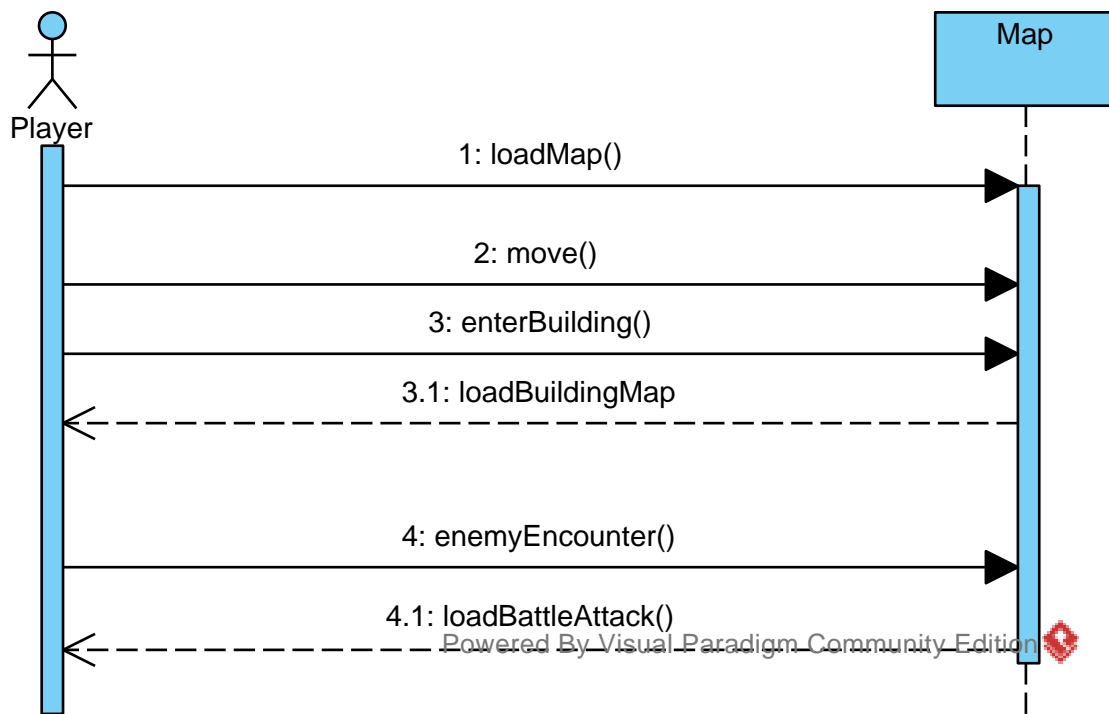 Map
Player
1: loadMap()
2: move()
3: enterBuilding()
3.1: loadBuildingMap
4: enemyEncounter()
4.1: loadBattleAttack()
Powered By Visual Paradigm Community Edition